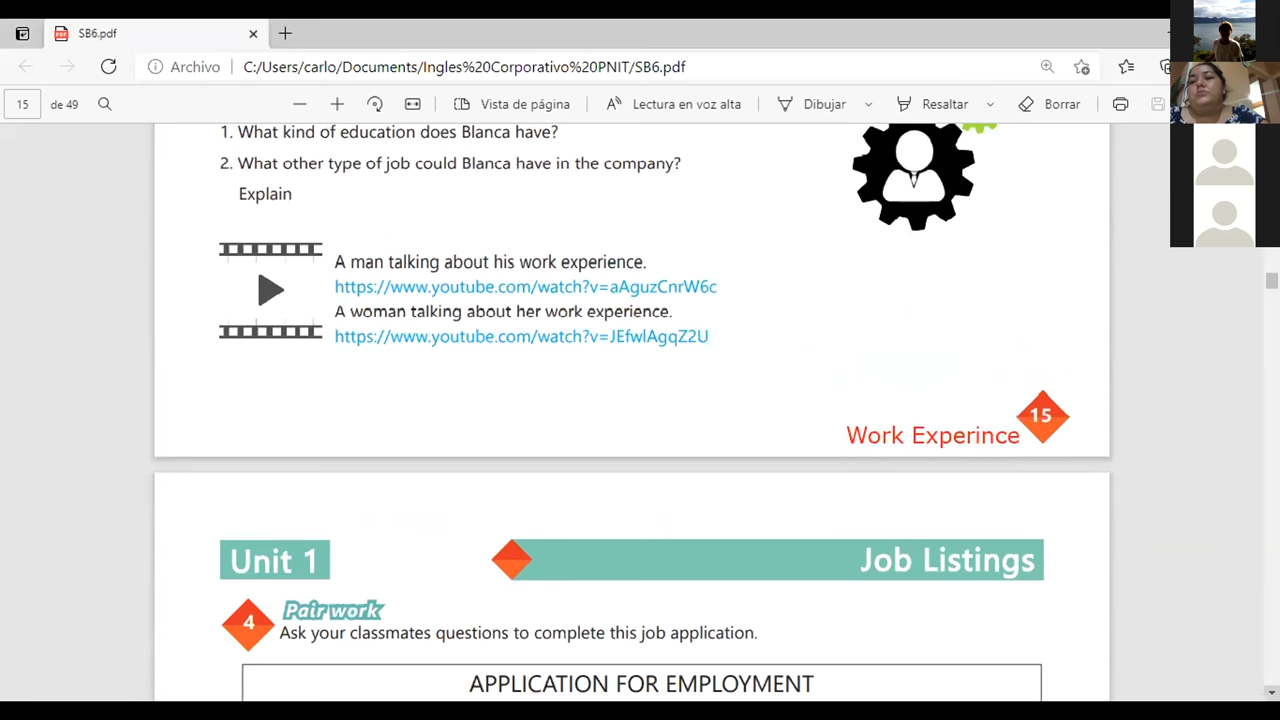 SB6.pdf
Archivo C:/Users/carlo/Documents/Ingles%20Corporativo%20PNIT/SB6.pdf
15 de 49 Vista de página Lectura en voz alta Dibujar Resaltar Borrar
1. What kind of education does Blanca have?
2. What other type of job could Blanca have in the company?
Explain
A man talking about his work experience.
https://www.youtube.com/watch?v=aAguzCnrW6c
A woman talking about her work experience.
https://www.youtube.com/watch?v=JEfwlAgqZ2U
15
Work Experince
Unit 1
Job Listings
4
Pair work
Ask your classmates questions to complete this job application.
APPLICATION FOR EMPLOYMENT